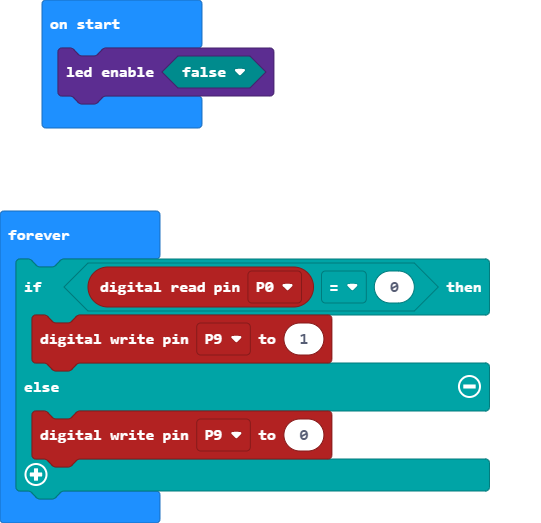 on start
led enable false
forever
if digital read pin P0 = 0 then
digital write pin P9 to 1
else
digital write pin P9 to 0